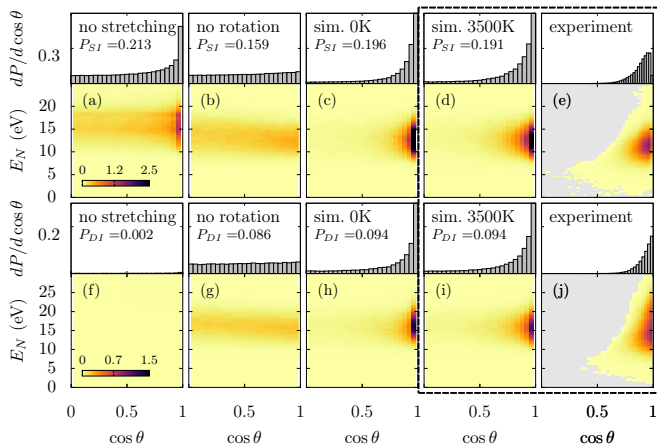 no stretching no rotation sim. 0K sim. 3500K experiment
P_SI=0.213 P_SI=0.159 P_SI=0.196 P_SI=0.191
dP/d cos θ
0.3
(a) (b) (c) (d) (e)
E_N (eV)
20
15
10
5
0
0 1.2 2.5
no stretching no rotation sim. 0K sim. 3500K experiment
P_DI=0.002 P_DI=0.086 P_DI=0.094 P_DI=0.094
dP/d cos θ
0.2
(f) (g) (h) (i) (j)
E_N (eV)
25
20
15
10
5
0
0 0.7 1.5
0 0.5 1 0.5 1 0.5 1 0.5 1 0.5 1
cos θ cos θ cos θ cos θ cos θ